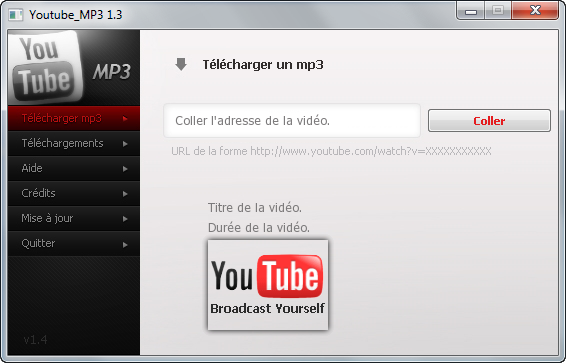 Youtube_MP3 1.3
You
Tube
MP3
Télécharger mp3
Téléchargements
Aide
Crédits
Mise à jour
Quitter
v1.4
Télécharger un mp3
Coller l'adresse de la vidéo.
Coller
URL de la forme http://www.youtube.com/watch?v=XXXXXXXXXXX
Titre de la vidéo.
Durée de la vidéo.
YouTube
Broadcast Yourself